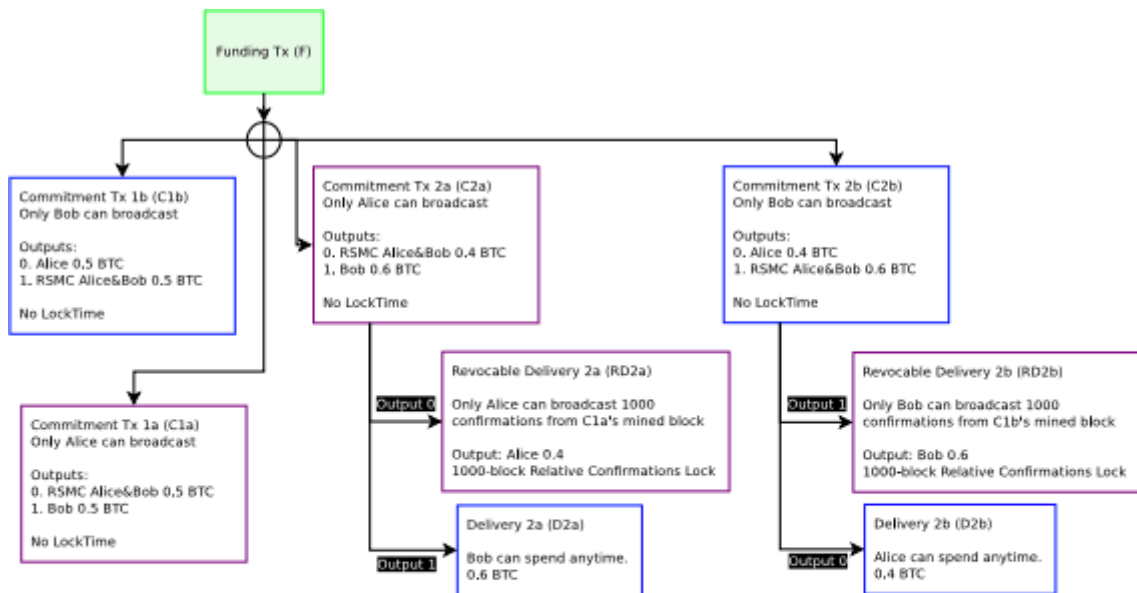 Funding Tx (F)
Commitment Tx 1b (C1b)
Only Bob can broadcast
Outputs:
0. Alice 0.5 BTC
1. RSMC Alice&Bob 0.5 BTC
No LockTime
Commitment Tx 2a (C2a)
Only Alice can broadcast
Outputs:
0. RSMC Alice&Bob 0.4 BTC
1. Bob 0.6 BTC
No LockTime
Commitment Tx 2b (C2b)
Only Bob can broadcast
Outputs:
0. Alice 0.4 BTC
1. RSMC Alice&Bob 0.6 BTC
No LockTime
Commitment Tx 1a (C1a)
Only Alice can broadcast
Outputs:
0. RSMC Alice&Bob 0.5 BTC
1. Bob 0.5 BTC
No LockTime
Output 0
Revocable Delivery 2a (RD2a)
Only Alice can broadcast 1000
confirmations from C1a's mined block
Output: Alice 0.4
1000-block Relative Confirmations Lock
Output 1
Revocable Delivery 2b (RD2b)
Only Bob can broadcast 1000
confirmations from C1b's mined block
Output: Bob 0.6
1000-block Relative Confirmations Lock
Output 1
Delivery 2a (D2a)
Bob can spend anytime.
0.6 BTC
Output 0
Delivery 2b (D2b)
Alice can spend anytime.
0.4 BTC